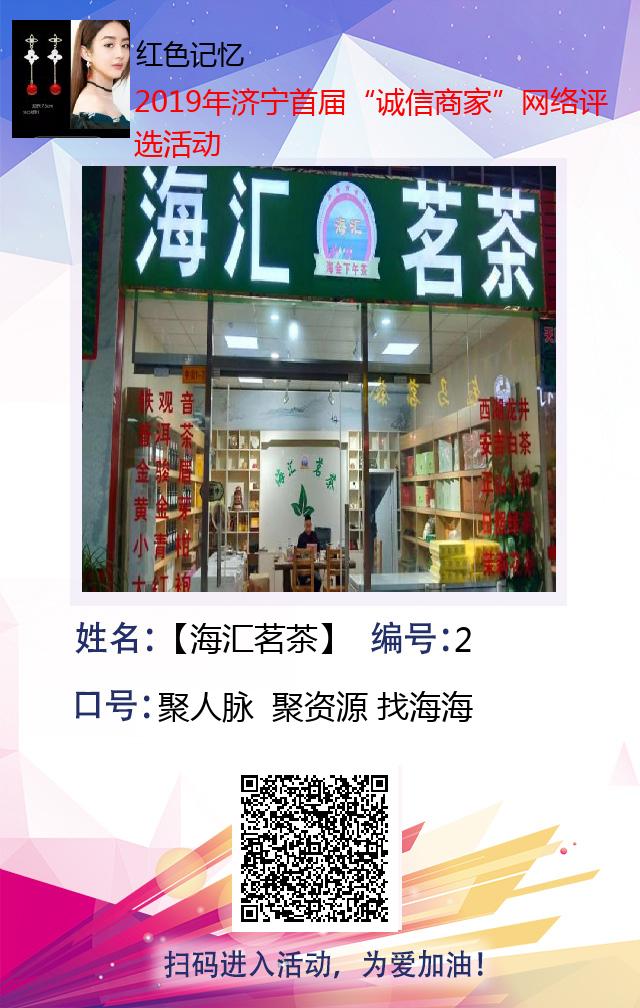 红色记忆
2019年济宁首届“诚信商家”网络评
选活动
海汇 茗茶
海汇
海金下午茶
铁观音
普洱茶
金骏眉
黄金芽
小青柑
大红袍
海汇茗茶
西湖龙井
安吉白茶
正山小种
日照绿茶
茉莉花茶
姓名：【海汇茗茶】 编号：2
口号：聚人脉 聚资源 找海海
扫码进入活动，为爱加油！